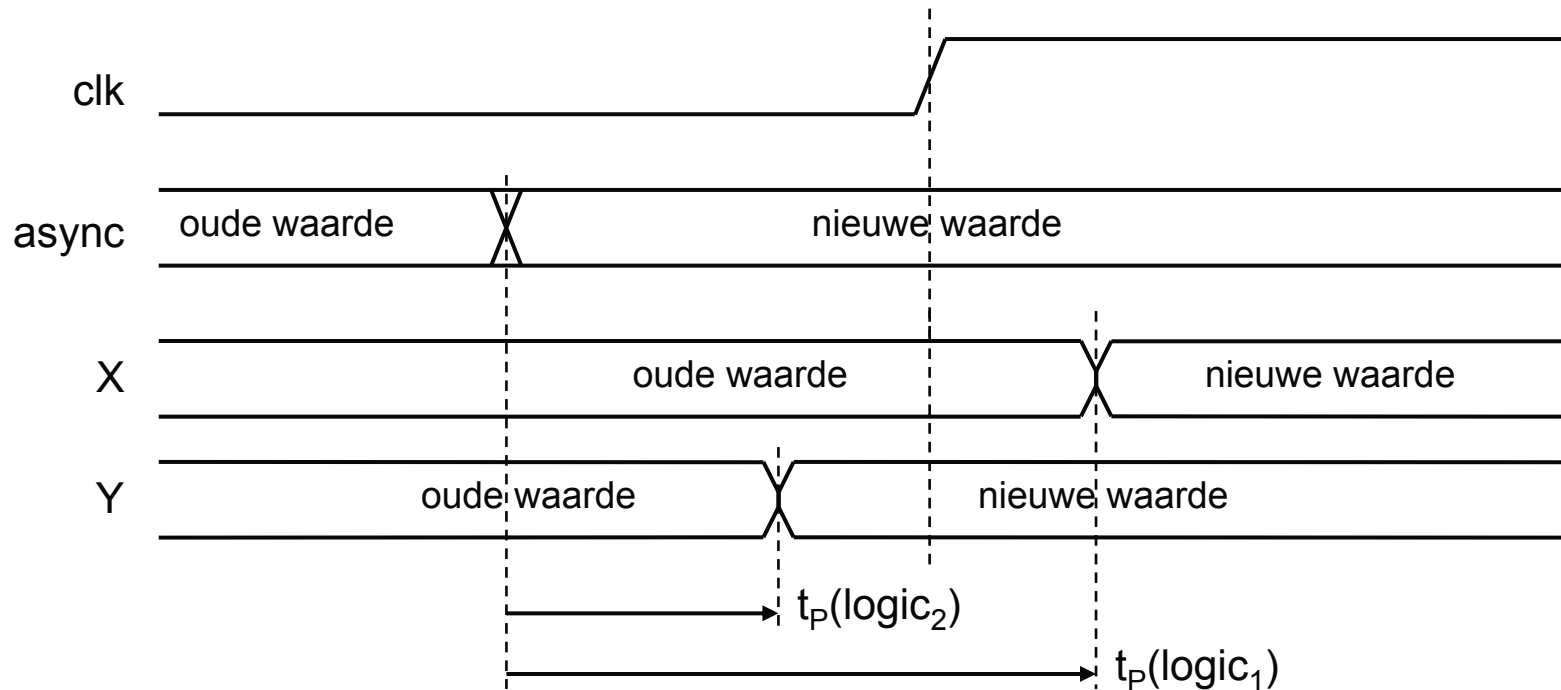 clk
async
oude waarde
nieuwe waarde
X
oude waarde
nieuwe waarde
Y
oude waarde
nieuwe waarde
tP(logic2)
tP(logic1)